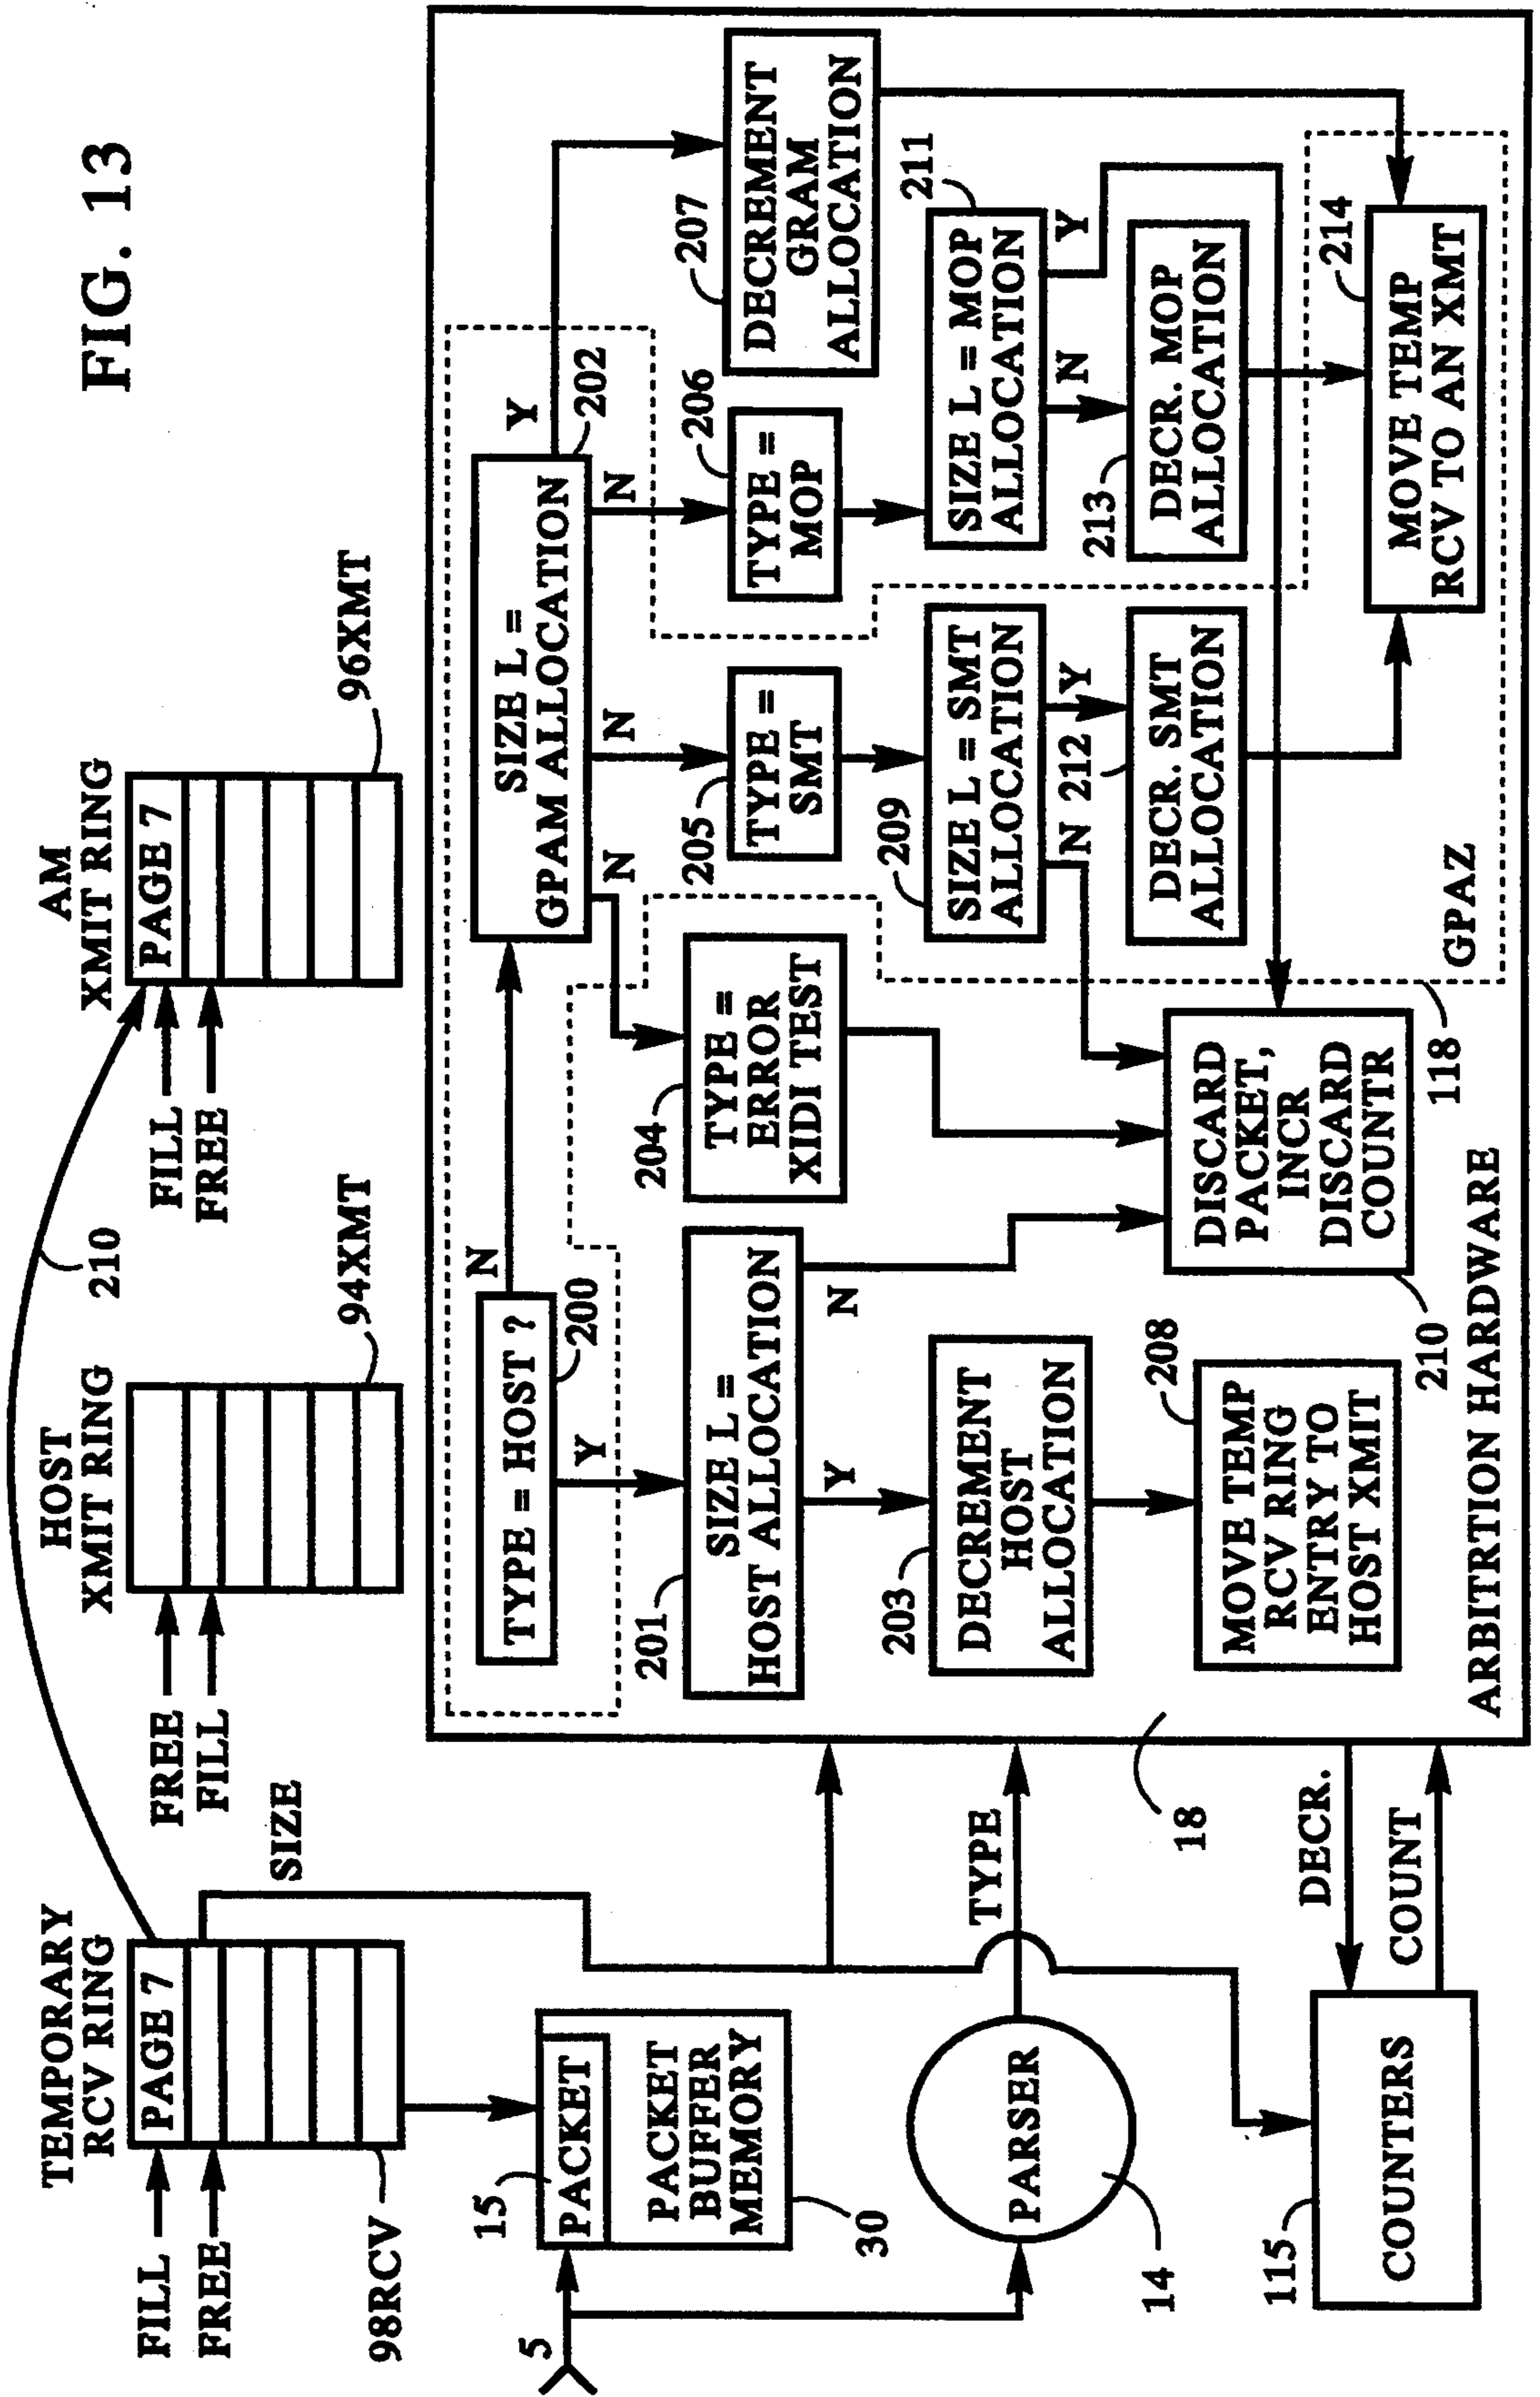 FIG. 13
TEMPORARY
RCV RING
FILL
FREE
PAGE 7
98RCV
SIZE
HOST
XMIT RING
FREE
FILL
94XMT
210
AM
XMIT RING
FILL
FREE
PAGE 7
96XMT
5
15
PACKET
PACKET
BUFFER
MEMORY
30
PARSER
14
TYPE
18
115
COUNTERS
DECR.
COUNT
TYPE = HOST ?
200
N
Y
SIZE L =
GPAM ALLOCATION
202
Y
N
N
N
201
SIZE L =
HOST ALLOCATION
Y
N
204
TYPE =
ERROR
XIDI TEST
205
TYPE =
SMT
206
TYPE =
MOP
207
DECREMENT
GRAM
ALLOCATION
203
DECREMENT
HOST
ALLOCATION
209
SIZE L = SMT
ALLOCATION
N
Y
211
SIZE L = MOP
ALLOCATION
N
Y
212
DECR. SMT
ALLOCATION
213
DECR. MOP
ALLOCATION
208
MOVE TEMP
RCV RING
ENTRY TO
HOST XMIT
DISCARD
PACKET,
INCR
DISCARD
COUNTR
210
118
GPAZ
214
MOVE TEMP
RCV TO AN XMT
ARBITRTION HARDWARE